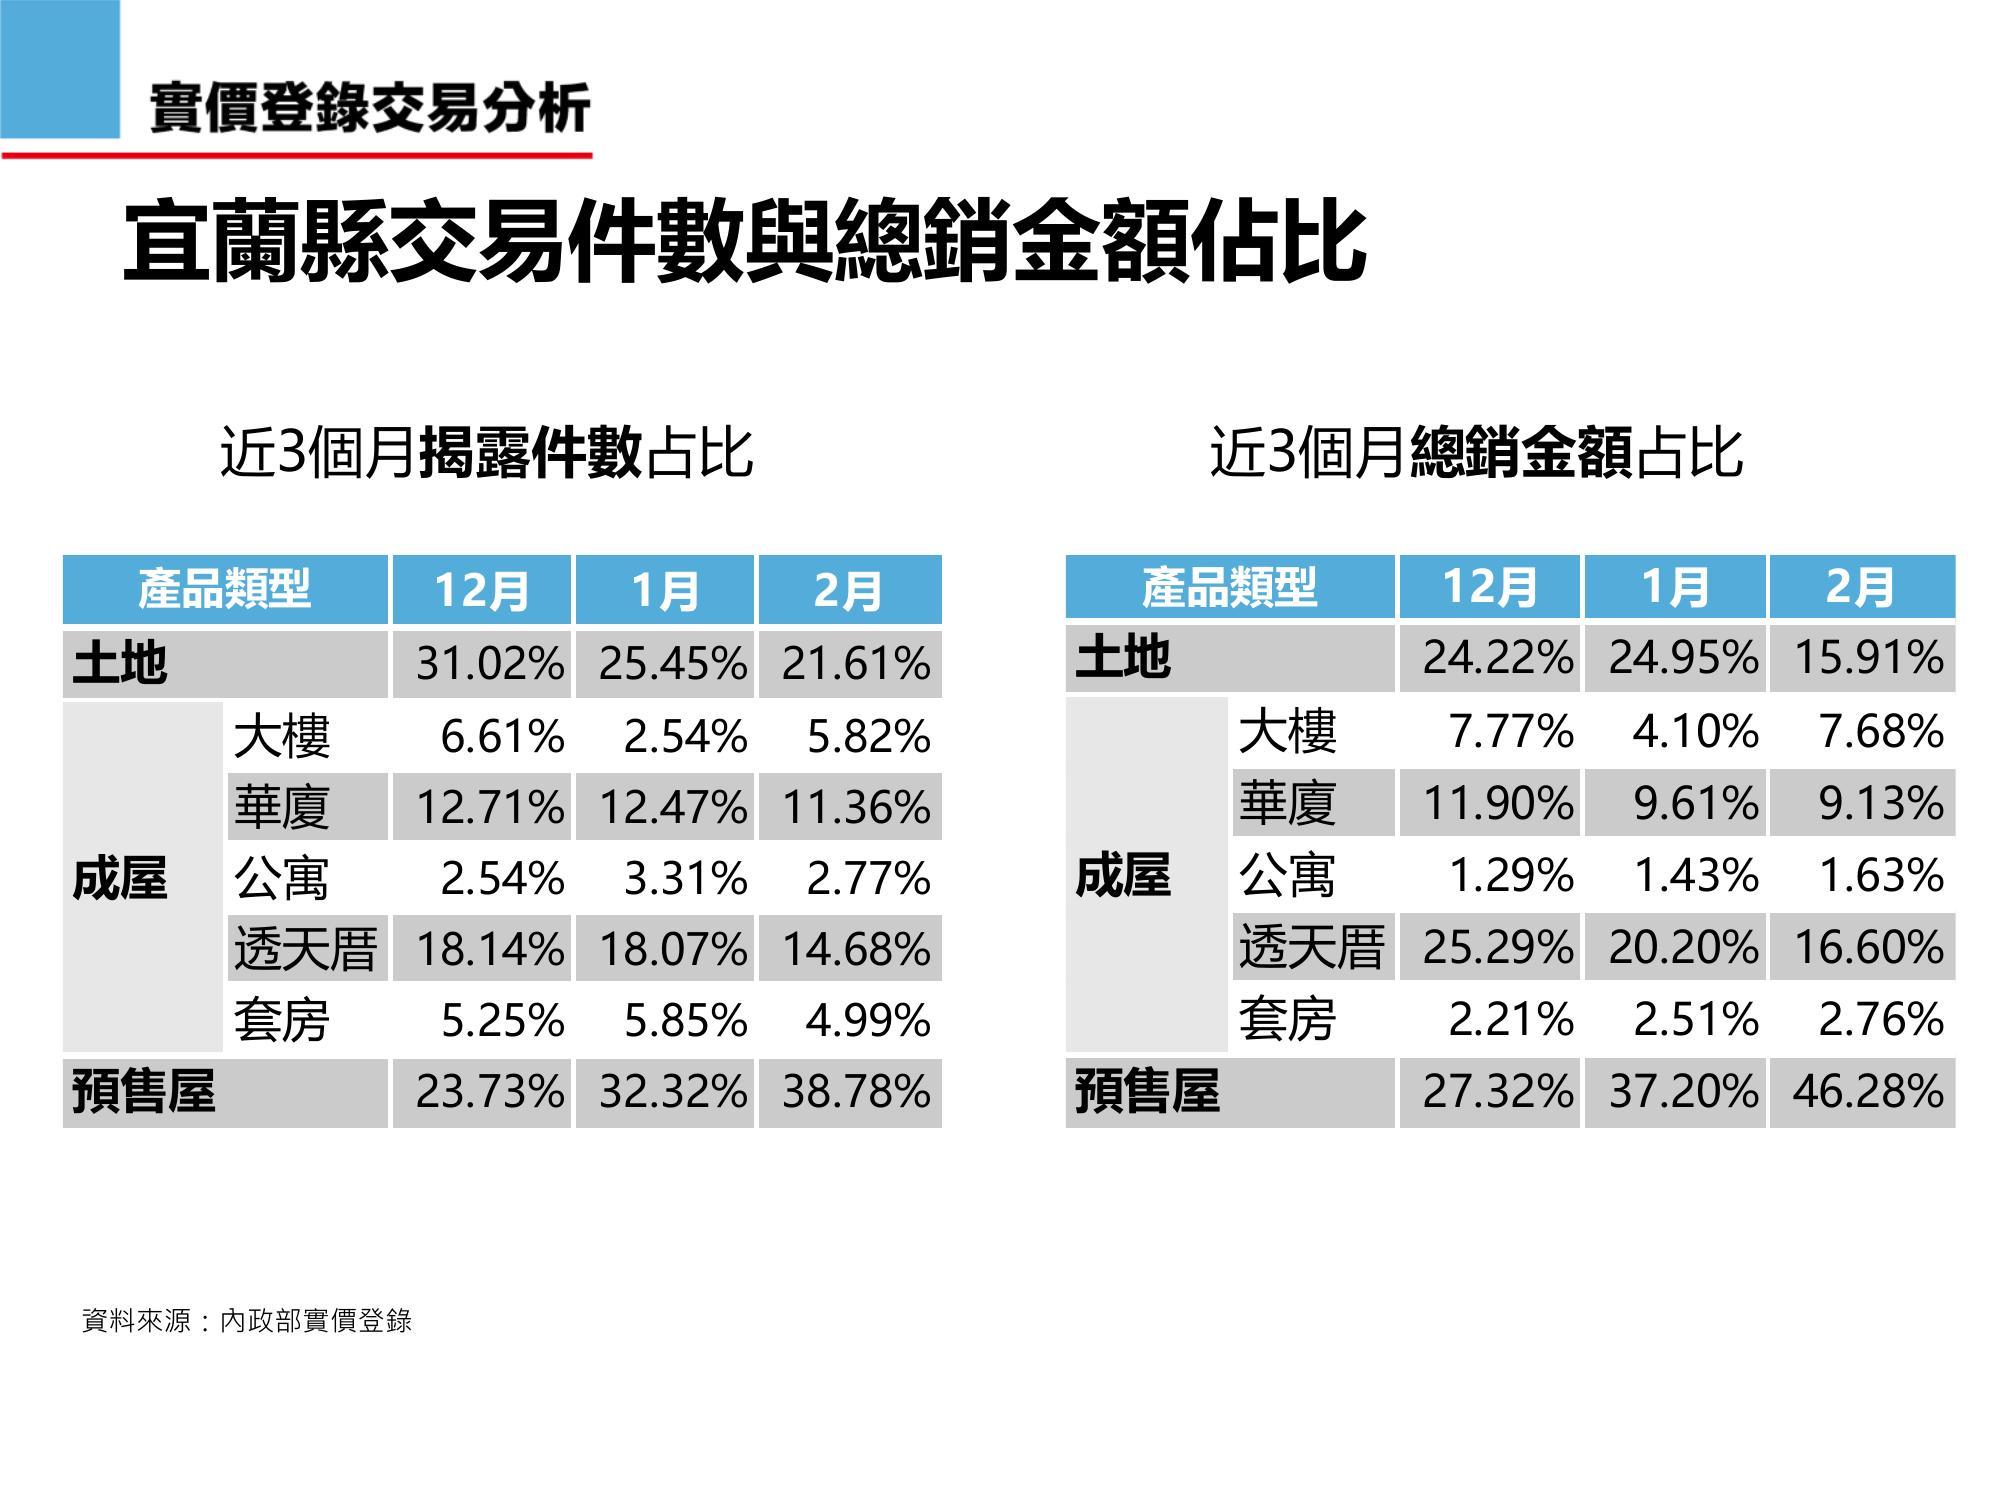 實價登錄交易分析
宜蘭縣交易件數與總銷金額佔比
近3個月揭露件數占比
產品類型 12月 1月 2月
土地 31.02% 25.45% 21.61%
成屋 大樓 6.61% 2.54% 5.82%
華廈 12.71% 12.47% 11.36%
公寓 2.54% 3.31% 2.77%
透天厝 18.14% 18.07% 14.68%
套房 5.25% 5.85% 4.99%
預售屋 23.73% 32.32% 38.78%
近3個月總銷金額占比
產品類型 12月 1月 2月
土地 24.22% 24.95% 15.91%
成屋 大樓 7.77% 4.10% 7.68%
華廈 11.90% 9.61% 9.13%
公寓 1.29% 1.43% 1.63%
透天厝 25.29% 20.20% 16.60%
套房 2.21% 2.51% 2.76%
預售屋 27.32% 37.20% 46.28%
資料來源：內政部實價登錄